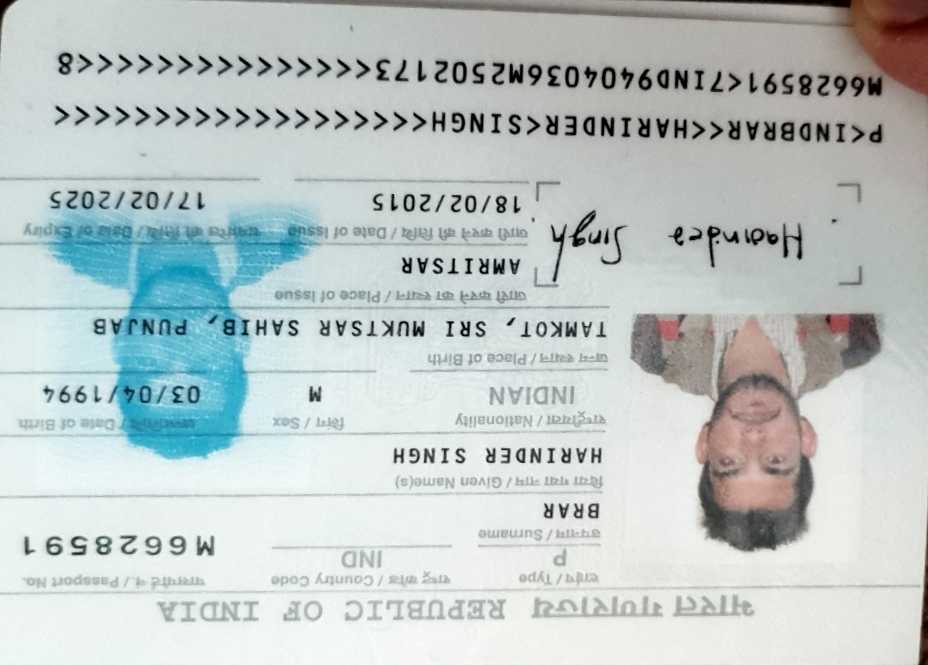 भारत गणराज्य REPUBLIC OF INDIA
टाईप / Type राष्ट्र कोड / Country Code पासपोर्ट नं. / Passport No.
P IND M6628591
उपनाम / Surname
BRAR
दिया गया नाम / Given Name(s)
HARINDER SINGH
राष्ट्रीयता / Nationality लिंग / Sex जन्मतिथि / Date of Birth
INDIAN M 03/04/1994
जन्म स्थान / Place of Birth
TAMKOT, SRI MUKTSAR SAHIB, PUNJAB
जारी करने का स्थान / Place of Issue
AMRITSAR
जारी करने की तिथि / Date of Issue समाप्ति की तिथि / Date of Expiry
18/02/2015 17/02/2025
Harinder Singh
P<INDBRAR<<HARINDER<SINGH<<<<<<<<<<<<<<<<<<<
M6628591<7IND9404036M2502173<<<<<<<<<<<<<<<8